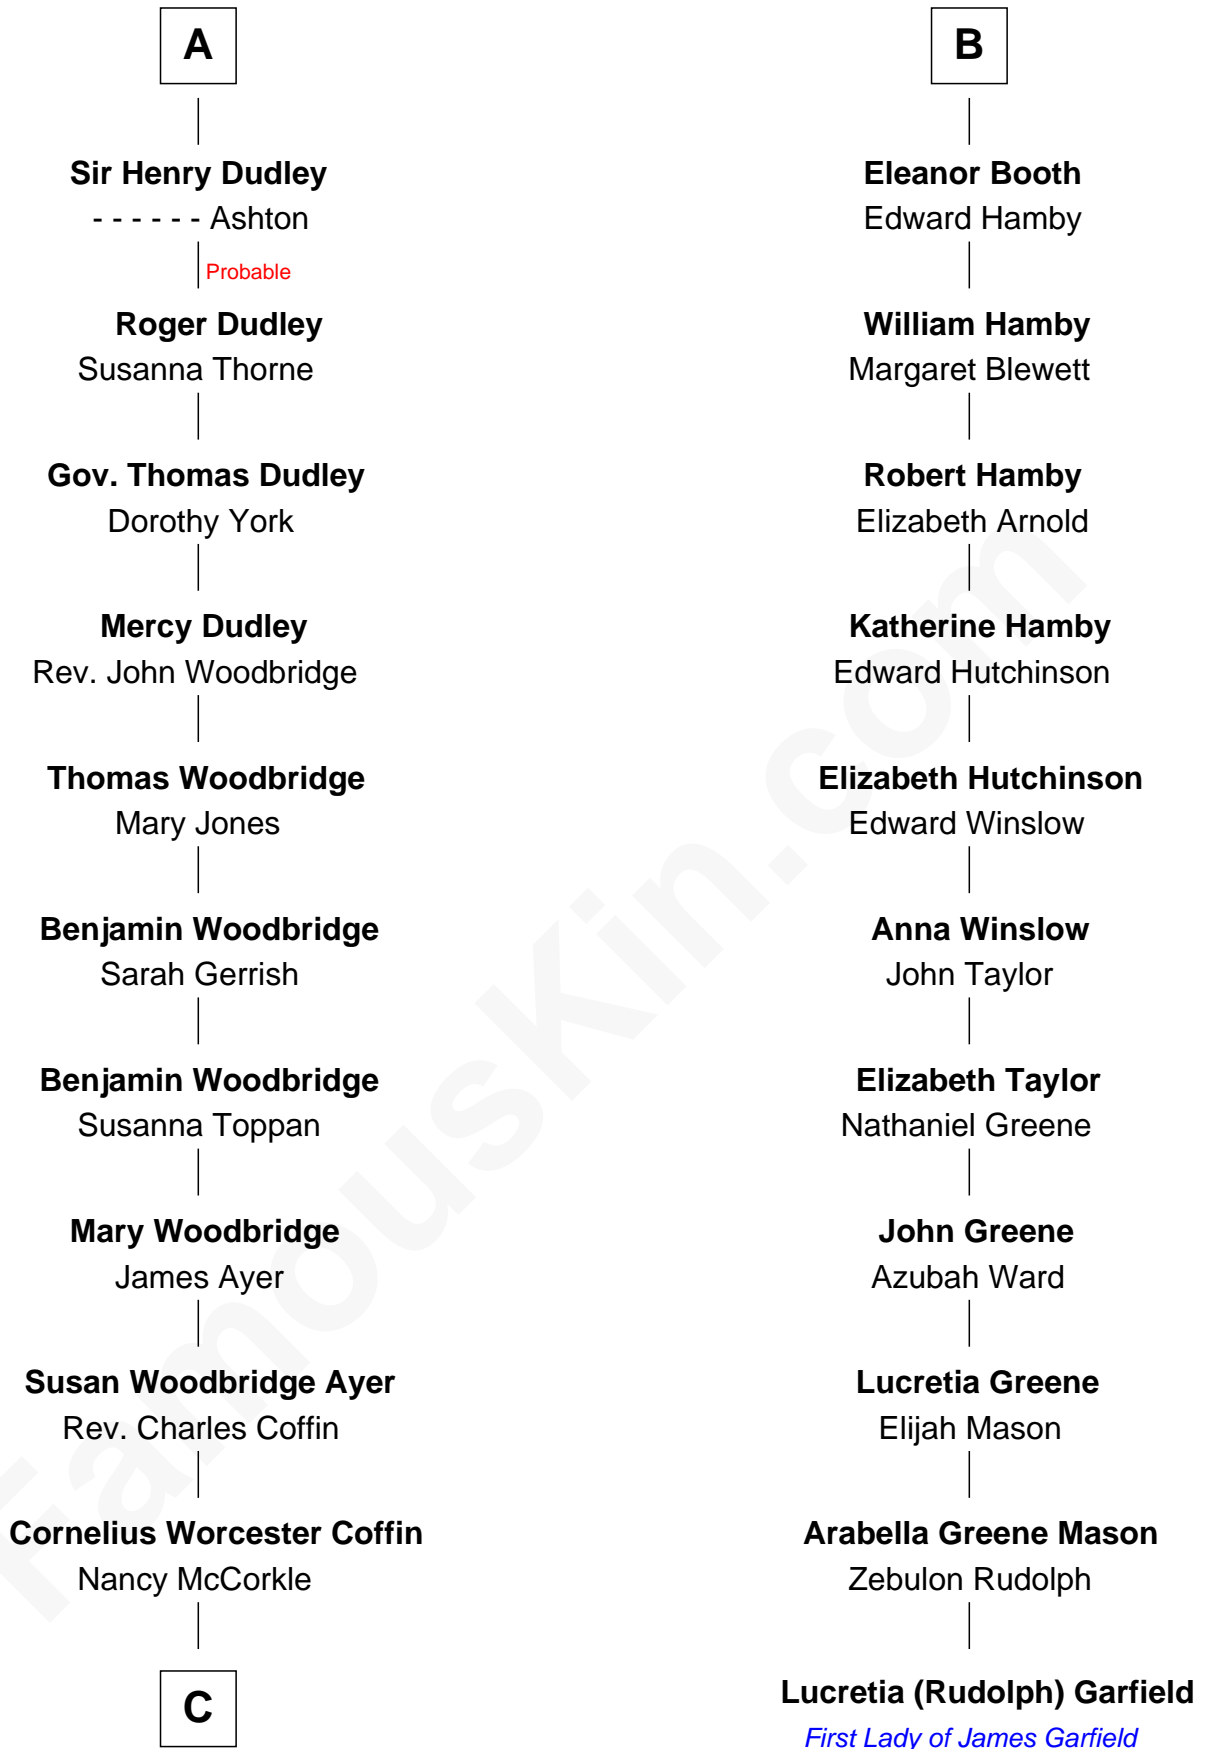 A
Sir Henry Dudley
- - - - - - Ashton
Probable
Roger Dudley
Susanna Thorne
Gov. Thomas Dudley
Dorothy York
Mercy Dudley
Rev. John Woodbridge
Thomas Woodbridge
Mary Jones
Benjamin Woodbridge
Sarah Gerrish
Benjamin Woodbridge
Susanna Toppan
Mary Woodbridge
James Ayer
Susan Woodbridge Ayer
Rev. Charles Coffin
Cornelius Worcester Coffin
Nancy McCorkle
C
B
Eleanor Booth
Edward Hamby
William Hamby
Margaret Blewett
Robert Hamby
Elizabeth Arnold
Katherine Hamby
Edward Hutchinson
Elizabeth Hutchinson
Edward Winslow
Anna Winslow
John Taylor
Elizabeth Taylor
Nathaniel Greene
John Greene
Azubah Ward
Lucretia Greene
Elijah Mason
Arabella Greene Mason
Zebulon Rudolph
Lucretia (Rudolph) Garfield
First Lady of James Garfield
FamousKin.com